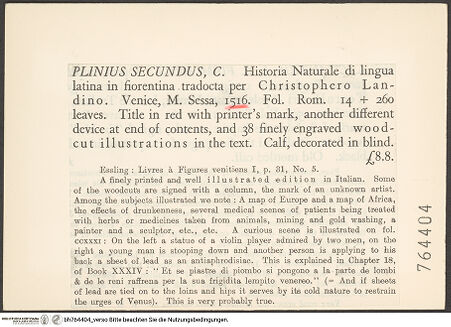 PLINIUS SECUNDUS, C. Historia Naturale di lingua
latina in fiorentina tradocta per Christophero Lan-
dino. Venice, M. Sessa, 1516. Fol. Rom. 14 + 260
leaves. Title in red with printer's mark, another different
device at end of contents, and 38 finely engraved wood-
cut illustrations in the text. Calf, decorated in blind.
£8.8.
Essling: Livres à Figures venitiens I, p. 31, No. 5.
A finely printed and well illustrated edition in Italian. Some
of the woodcuts are signed with a column, the mark of an unknown artist.
Among the subjects illustrated we note: A map of Europe and a map of Africa,
the effects of drunkenness, several medical scenes of patients being treated
with herbs or medicines taken from animals, mining and gold washing, a
painter and a sculptor, etc., etc. A curious scene is illustrated on fol.
CCXXXI: On the left a statue of a violin player admired by two men, on the
right a young man is stooping down and another person is applying to his
back a sheet of lead as an antiasphrodisiac. This is explained in Chapter 18,
of Book XXXIV: "Et se piastre di piombo si pongono a la parte de lombi
& de le reni raffrena per la sua frigidita lempito venereo." (= And if sheets
of lead are tied on to the loins and hips it serves by its cold nature to restrain
the urges of Venus). This is very probably true.
764404
bh764404_verso Bitte beachten Sie die Nutzungsbedingungen.